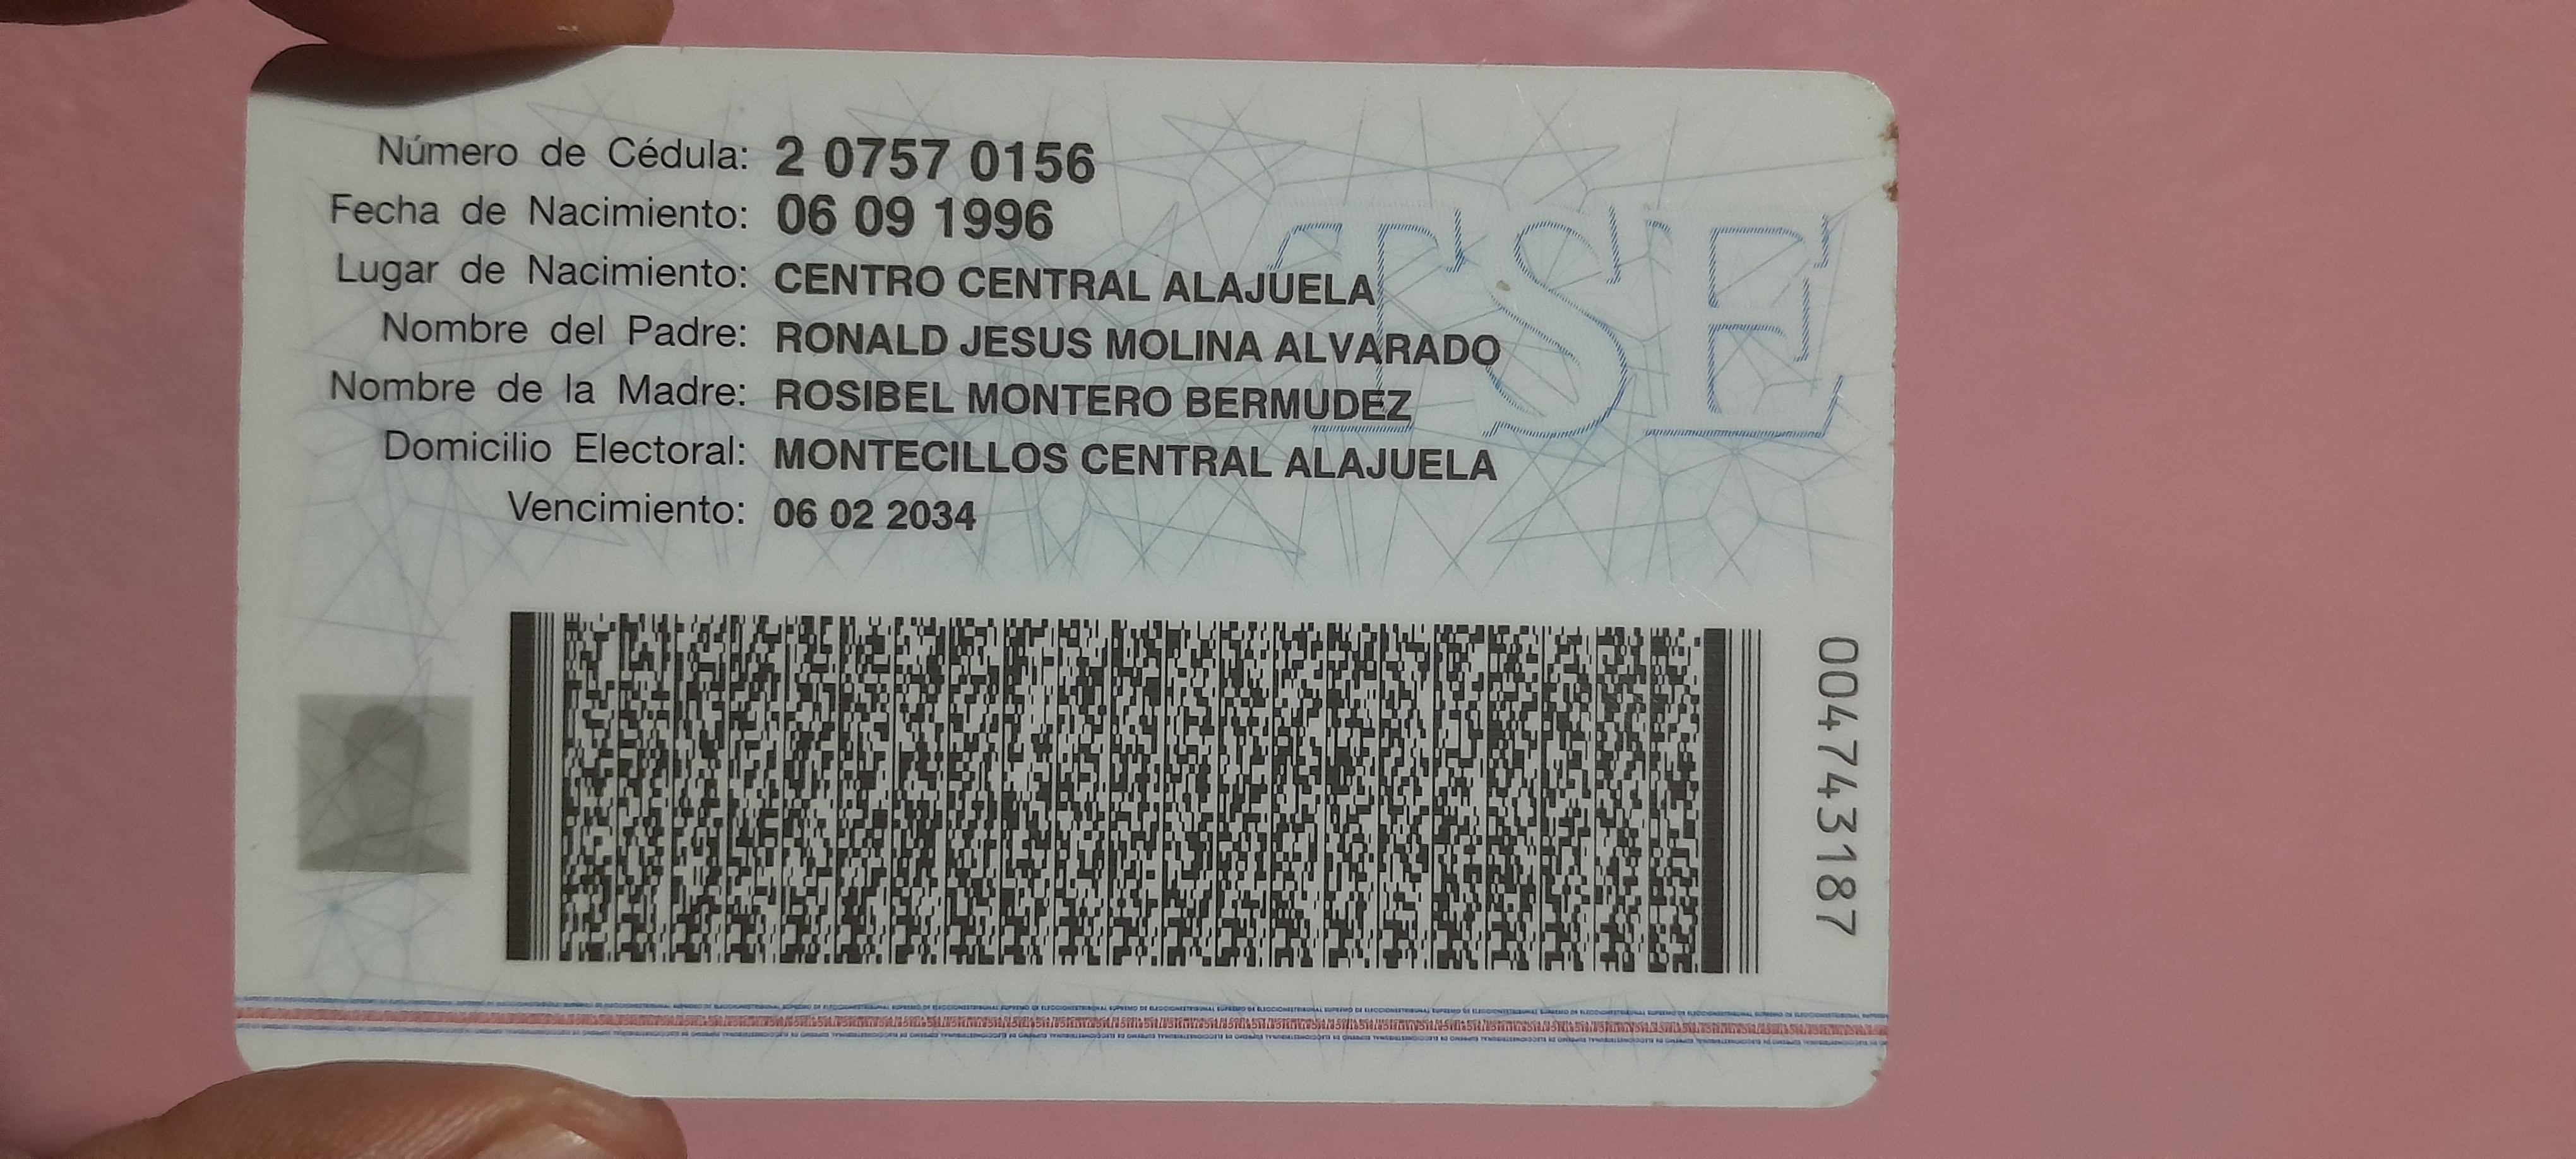 Número de Cédula: 2 0757 0156
Fecha de Nacimiento: 06 09 1996
Lugar de Nacimiento: CENTRO CENTRAL ALAJUELA
Nombre del Padre: RONALD JESUS MOLINA ALVARADO
Nombre de la Madre: ROSIBEL MONTERO BERMUDEZ
Domicilio Electoral: MONTECILLOS CENTRAL ALAJUELA
Vencimiento: 06 02 2034
TSE
004743187